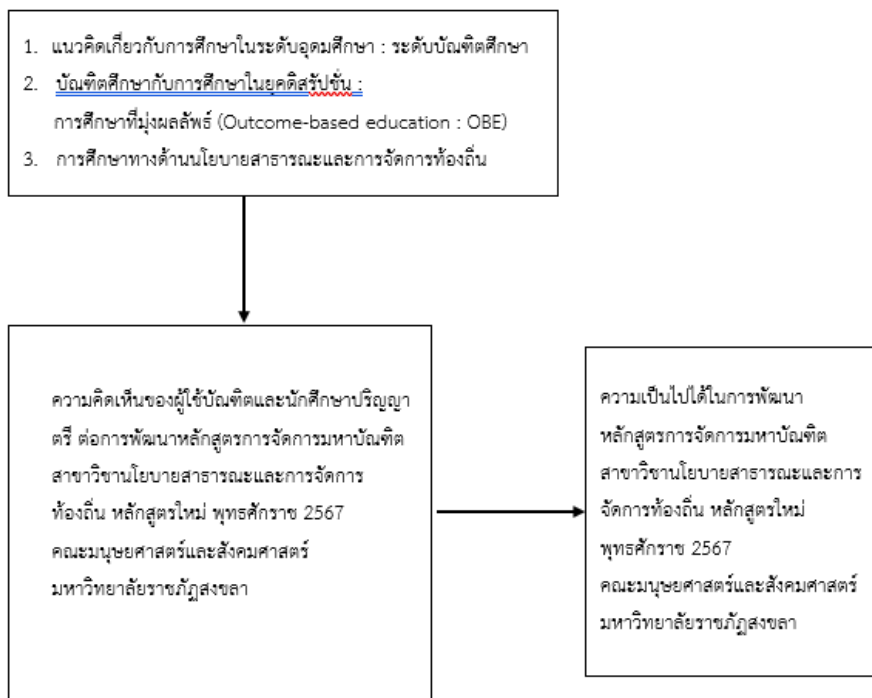 1. แนวคิดเกี่ยวกับการศึกษาในระดับอุดมศึกษา : ระดับบัณฑิตศึกษา
2. บัณฑิตศึกษากับการศึกษาในยุคดิสรัปชั่น :
การศึกษาที่มุ่งผลลัพธ์ (Outcome-based education : OBE)
3. การศึกษาทางด้านนโยบายสาธารณะและการจัดการท้องถิ่น
ความคิดเห็นของผู้ใช้บัณฑิตและนักศึกษาปริญญา
ตรี ต่อการพัฒนาหลักสูตรการจัดการมหาบัณฑิต
สาขาวิชานโยบายสาธารณะและการจัดการ
ท้องถิ่น หลักสูตรใหม่ พุทธศักราช 2567
คณะมนุษยศาสตร์และสังคมศาสตร์
มหาวิทยาลัยราชภัฏสงขลา
ความเป็นไปได้ในการพัฒนา
หลักสูตรการจัดการมหาบัณฑิต
สาขาวิชานโยบายสาธารณะและการ
จัดการท้องถิ่น หลักสูตรใหม่
พุทธศักราช 2567
คณะมนุษยศาสตร์และสังคมศาสตร์
มหาวิทยาลัยราชภัฏสงขลา